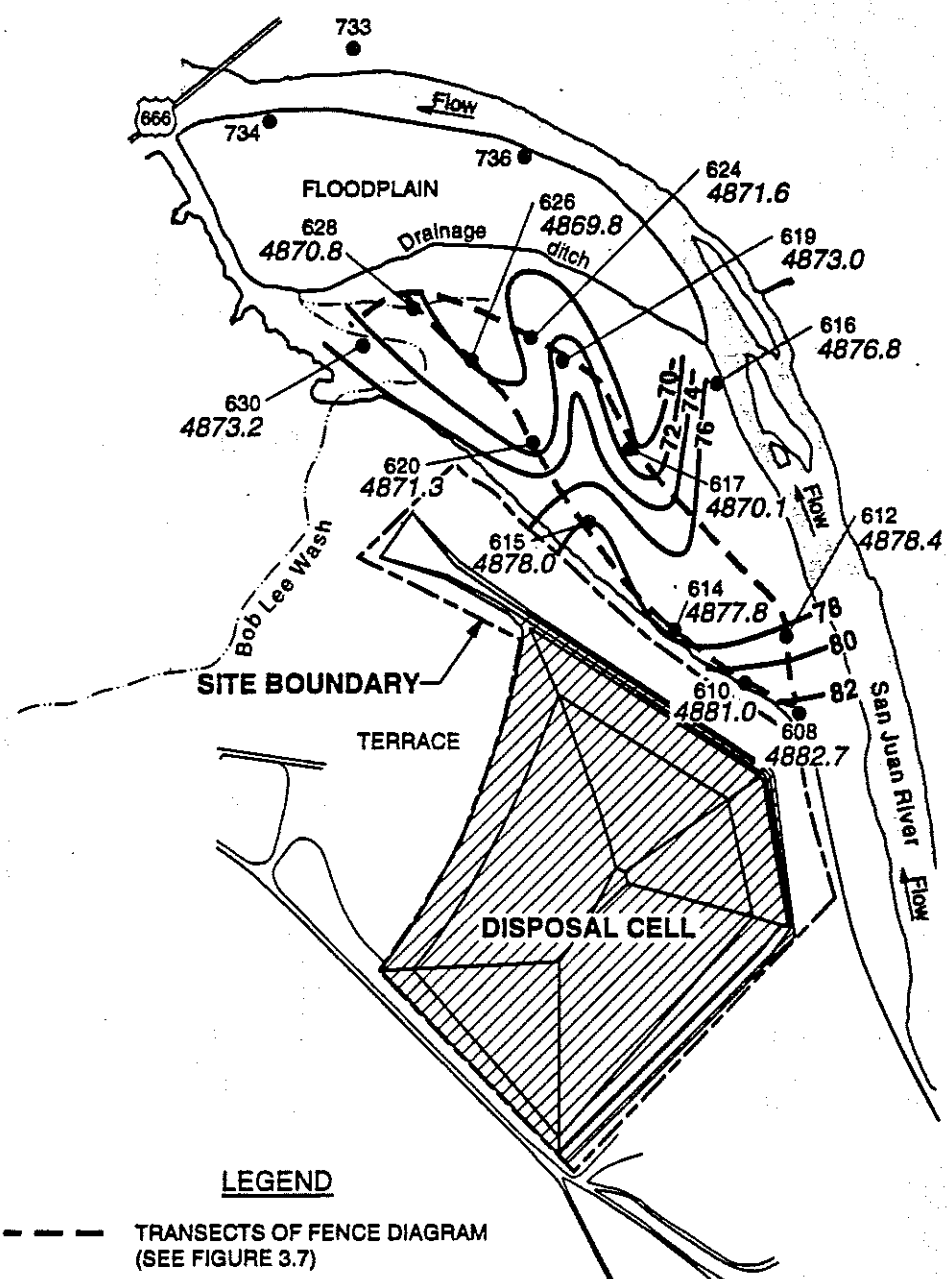 733
666
Flow
734
736
FLOODPLAIN
624
4871.6
626
4869.8
628
4870.8
Drainage ditch
619
4873.0
616
4876.8
630
4873.2
70
72
74
76
620
4871.3
617
4870.1
Flow
612
4878.4
615
4878.0
614
4877.8
Bob Lee Wash
78
80
82
SITE BOUNDARY
610
4881.0
608
4882.7
TERRACE
San Juan River
Flow
DISPOSAL CELL
LEGEND
TRANSECTS OF FENCE DIAGRAM
(SEE FIGURE 3.7)